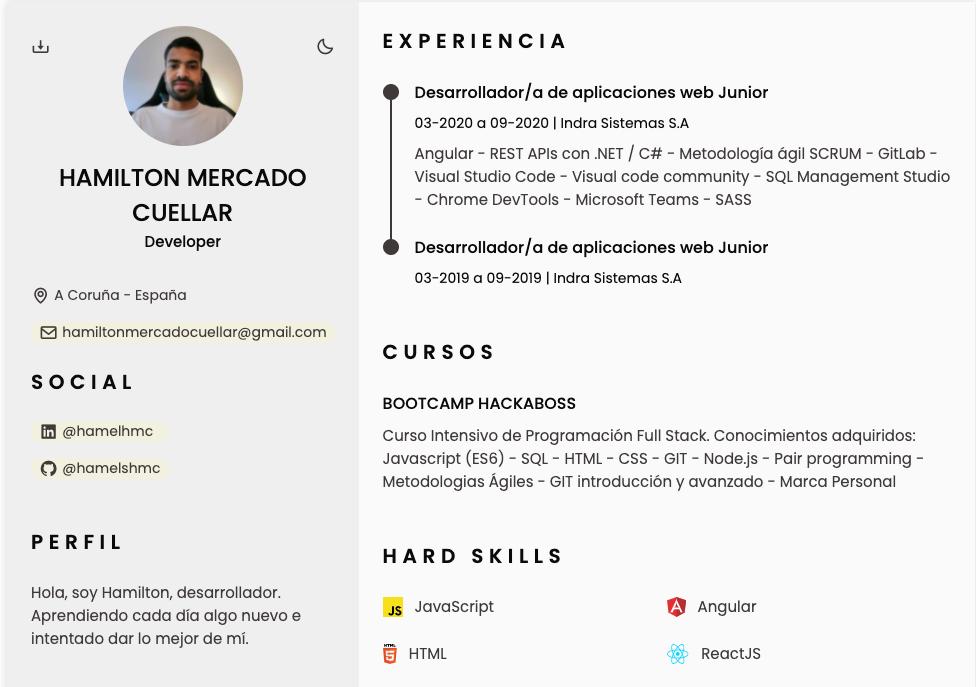 HAMILTON MERCADO
CUELLAR
Developer
A Coruña - España
hamiltonmercadocuellar@gmail.com
SOCIAL
@hamelhmc
@hamelshmc
PERFIL
Hola, soy Hamilton, desarrollador.
Aprendiendo cada día algo nuevo e
intentado dar lo mejor de mí.
EXPERIENCIA
Desarrollador/a de aplicaciones web Junior
03-2020 a 09-2020 | Indra Sistemas S.A
Angular - REST APIs con .NET / C# - Metodología ágil SCRUM - GitLab -
Visual Studio Code - Visual code community - SQL Management Studio
- Chrome DevTools - Microsoft Teams - SASS
Desarrollador/a de aplicaciones web Junior
03-2019 a 09-2019 | Indra Sistemas S.A
CURSOS
BOOTCAMP HACKABOSS
Curso Intensivo de Programación Full Stack. Conocimientos adquiridos:
Javascript (ES6) - SQL - HTML - CSS - GIT - Node.js - Pair programming -
Metodologias Ágiles - GIT introducción y avanzado - Marca Personal
HARD SKILLS
JS JavaScript
Angular
HTML HTML
ReactJS